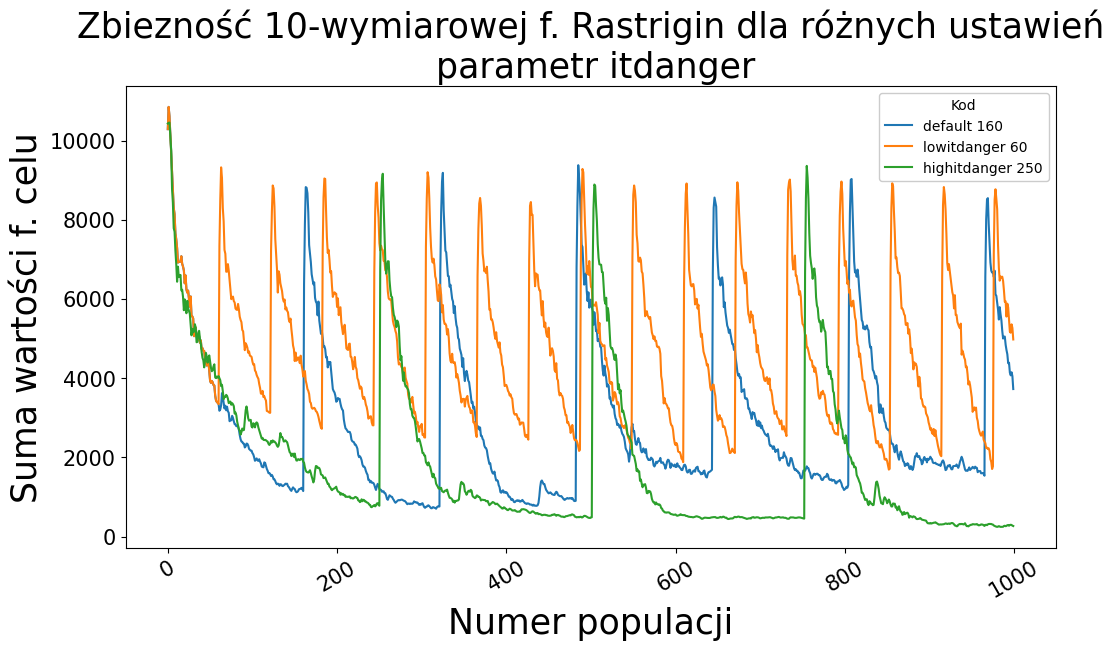 Zbiezność 10-wymiarowej f. Rastrigin dla różnych ustawień
parametr itdanger
Kod
default 160
lowitdanger 60
highitdanger 250
Suma wartości f. celu
10000
8000
6000
4000
2000
0
0
200
400
600
800
1000
Numer populacji